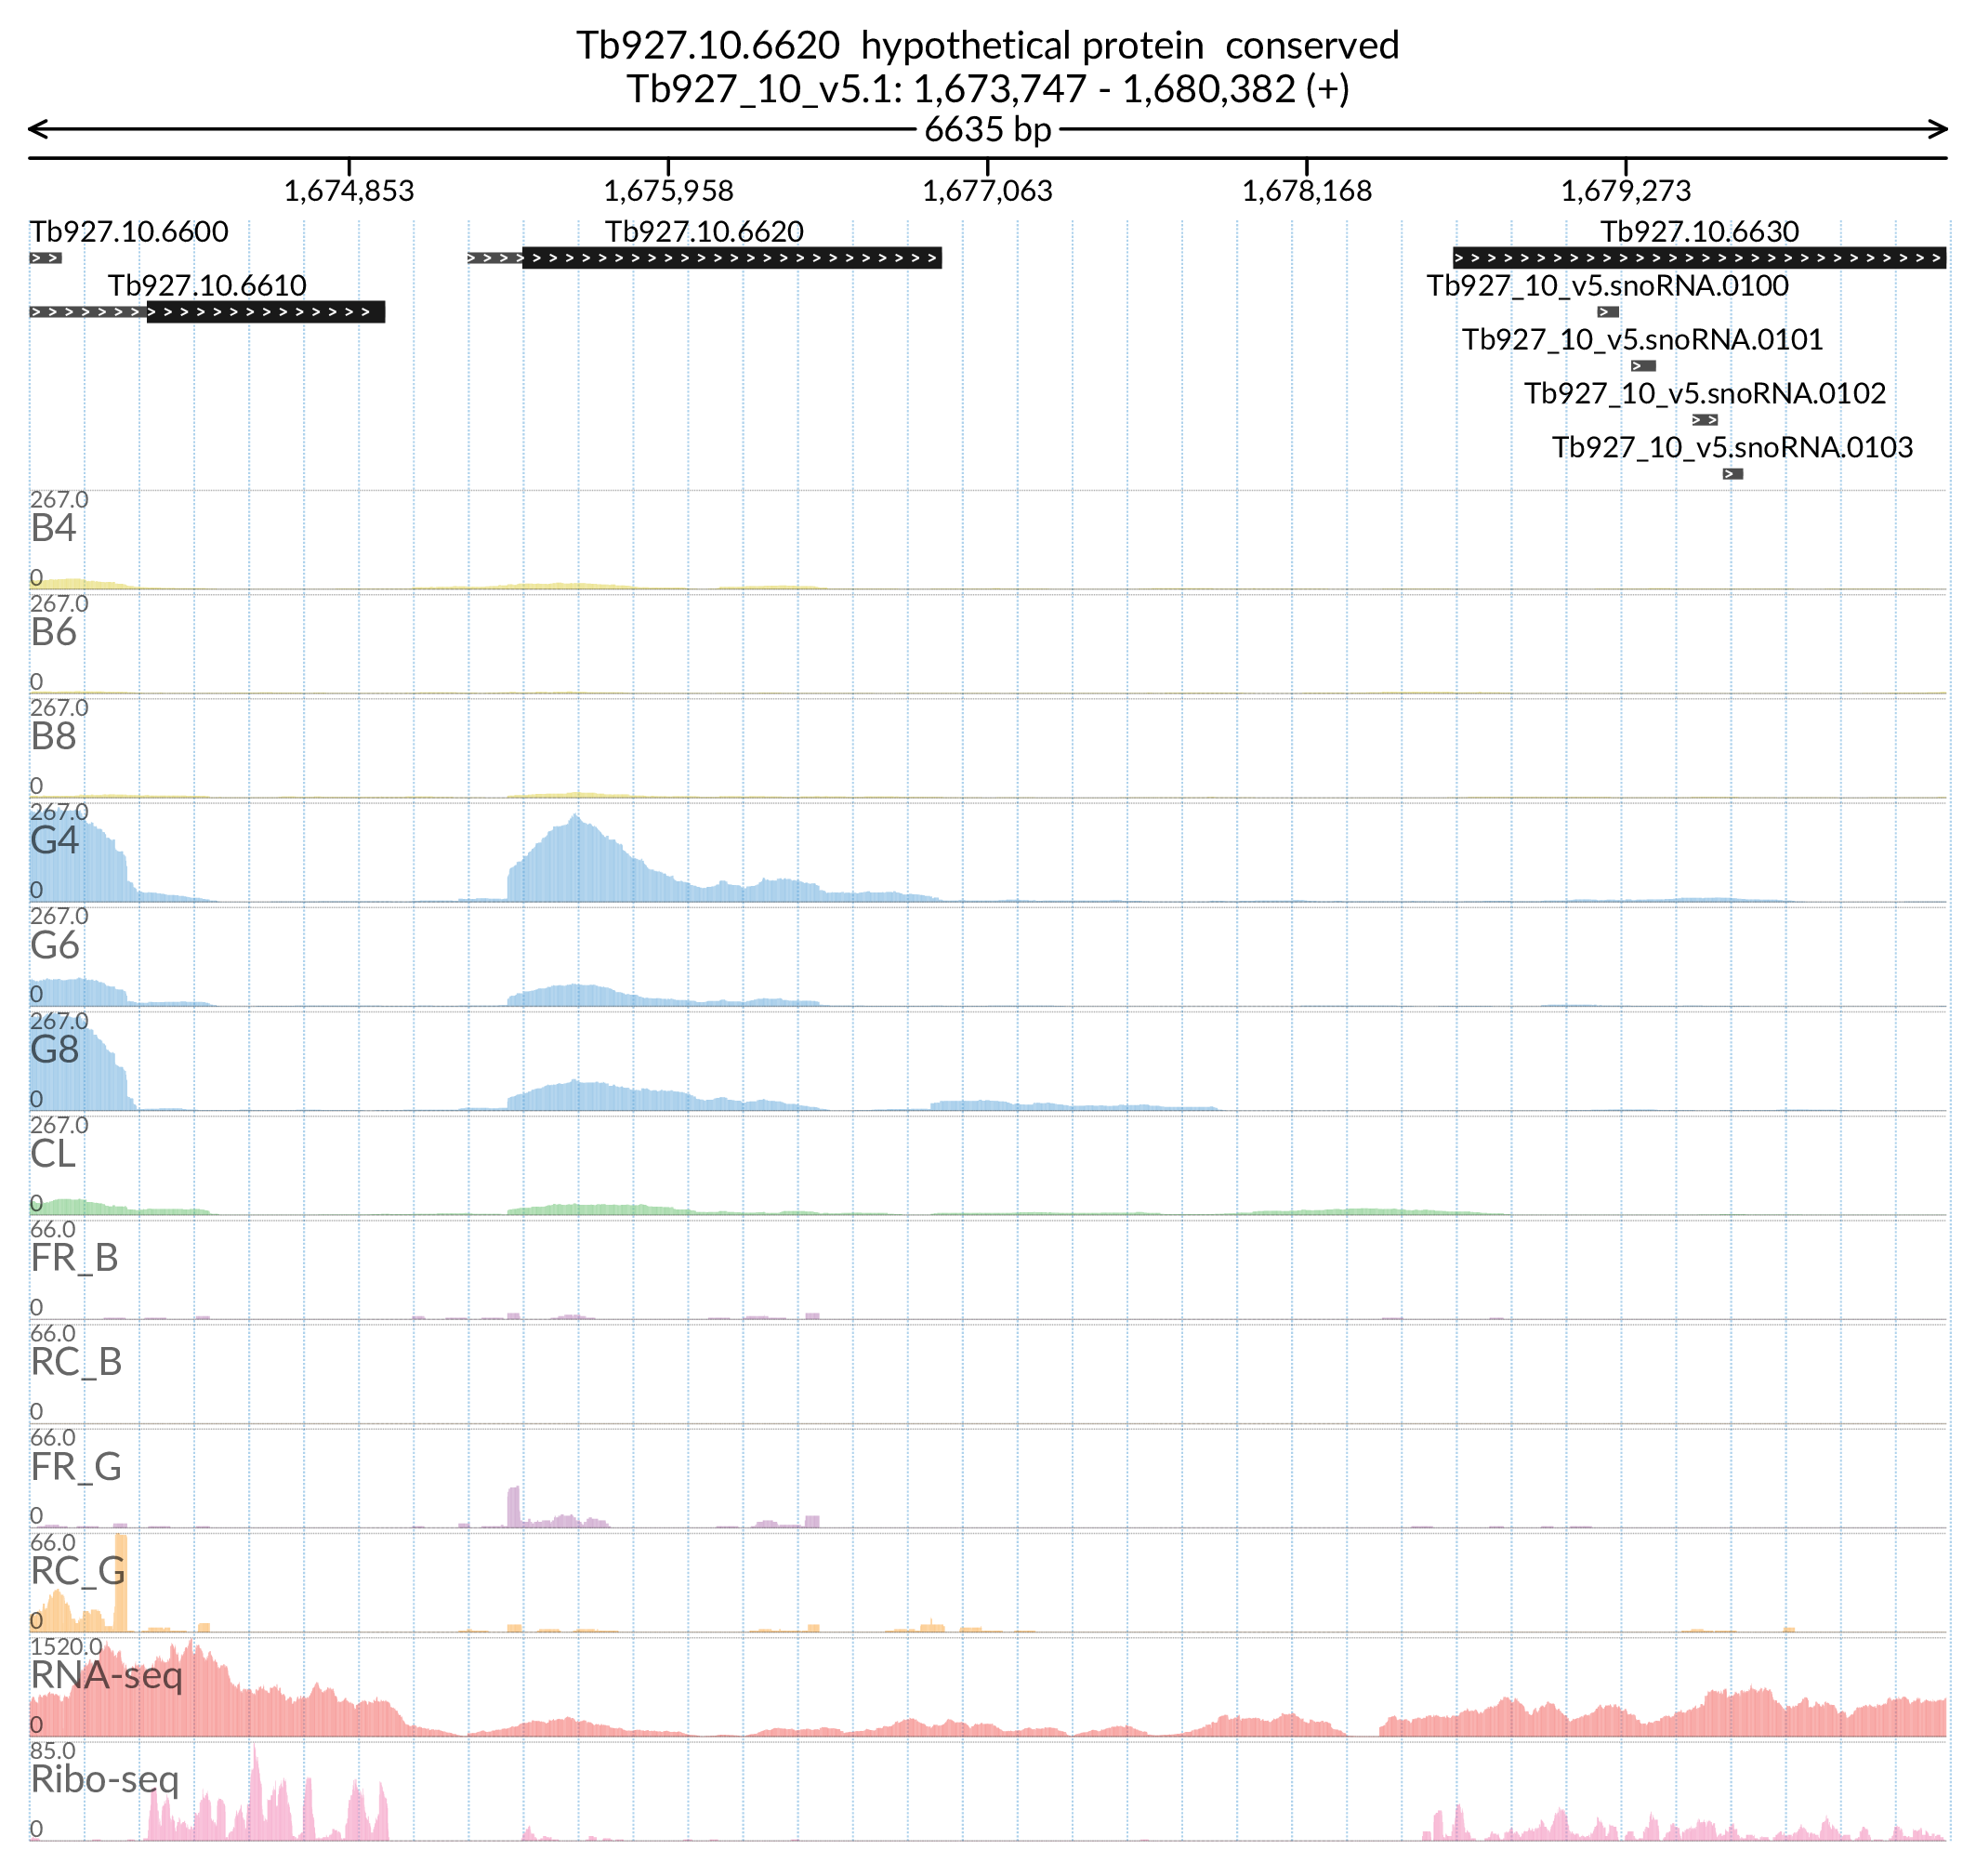 Tb927.10.6620 hypothetical protein conserved
Tb927_10_v5.1: 1,673,747 - 1,680,382 (+)
6635 bp
1,674,853 1,675,958 1,677,063 1,678,168 1,679,273
Tb927.10.6600 Tb927.10.6620 Tb927.10.6630
Tb927.10.6610 Tb927_10_v5.snoRNA.0100
Tb927_10_v5.snoRNA.0101
Tb927_10_v5.snoRNA.0102
Tb927_10_v5.snoRNA.0103
267.0
B4
0
267.0
B6
0
267.0
B8
0
267.0
G4
0
267.0
G6
0
267.0
G8
0
267.0
CL
0
66.0
FR_B
0
66.0
RC_B
0
66.0
FR_G
0
66.0
RC_G
0
1520.0
RNA-seq
0
85.0
Ribo-seq
0